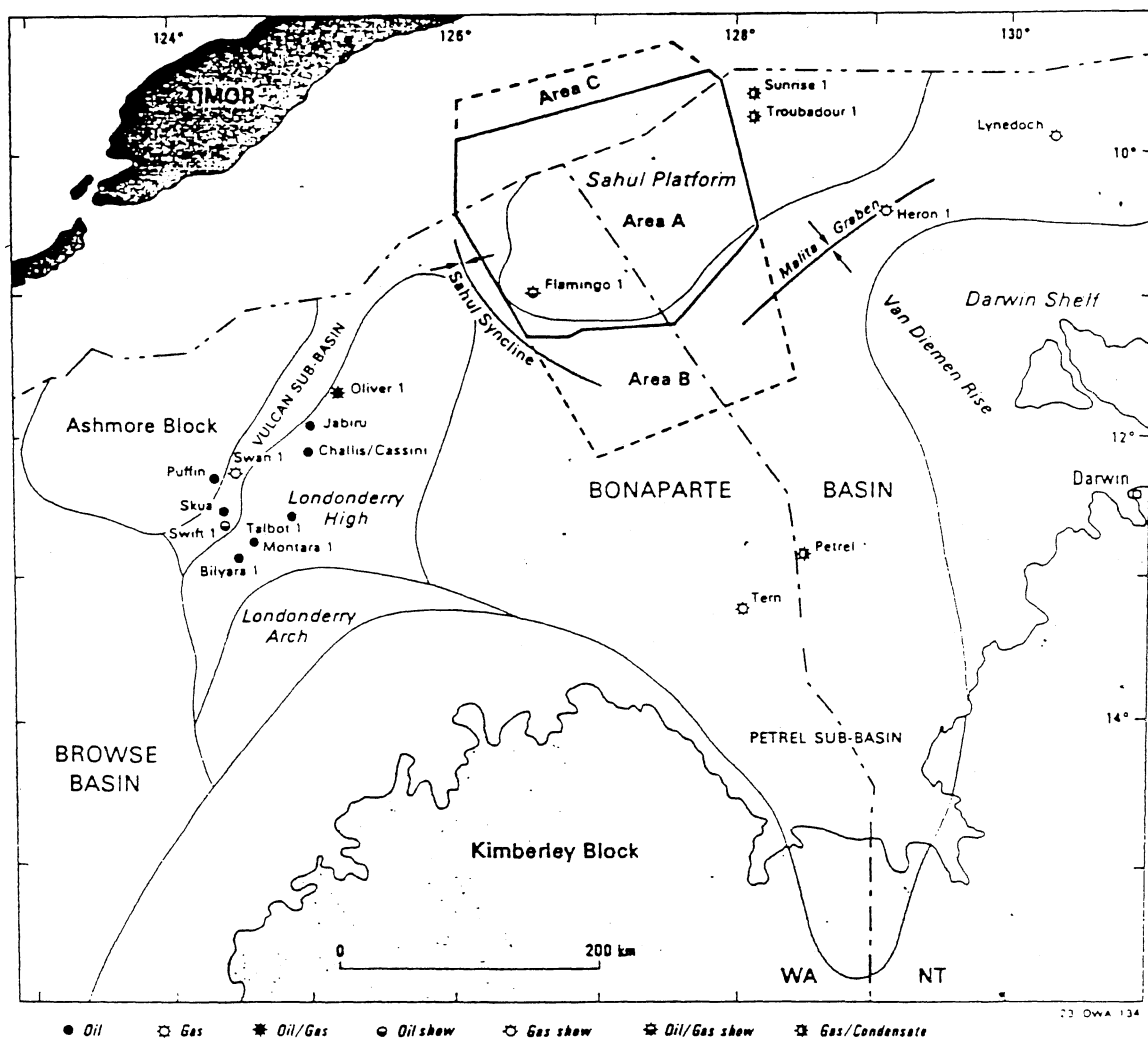 124°
126°
128°
130°
TIMOR
Area C
Sunrise 1
Troubadour 1
Lynedoch
10°
Sahul Platform
Area A
Malita Graben
Heron 1
Flamingo 1
Sahul Syncline
Van Diemen Rise
Darwin Shelf
Area B
VULCAN SUB-BASIN
Oliver 1
Ashmore Block
Jabiru
Challis/Cassini
12°
Swan 1
Puffin
Skua
Swift 1
Londonderry
High
Talbot 1
Montara 1
Bilyara 1
BONAPARTE BASIN
Darwin
Petrel
Tern
Londonderry
Arch
14°
PETREL SUB-BASIN
BROWSE
BASIN
Kimberley Block
0 200 km
WA NT
Oil Gas Oil/Gas Oil show Gas show Oil/Gas show Gas/Condensate